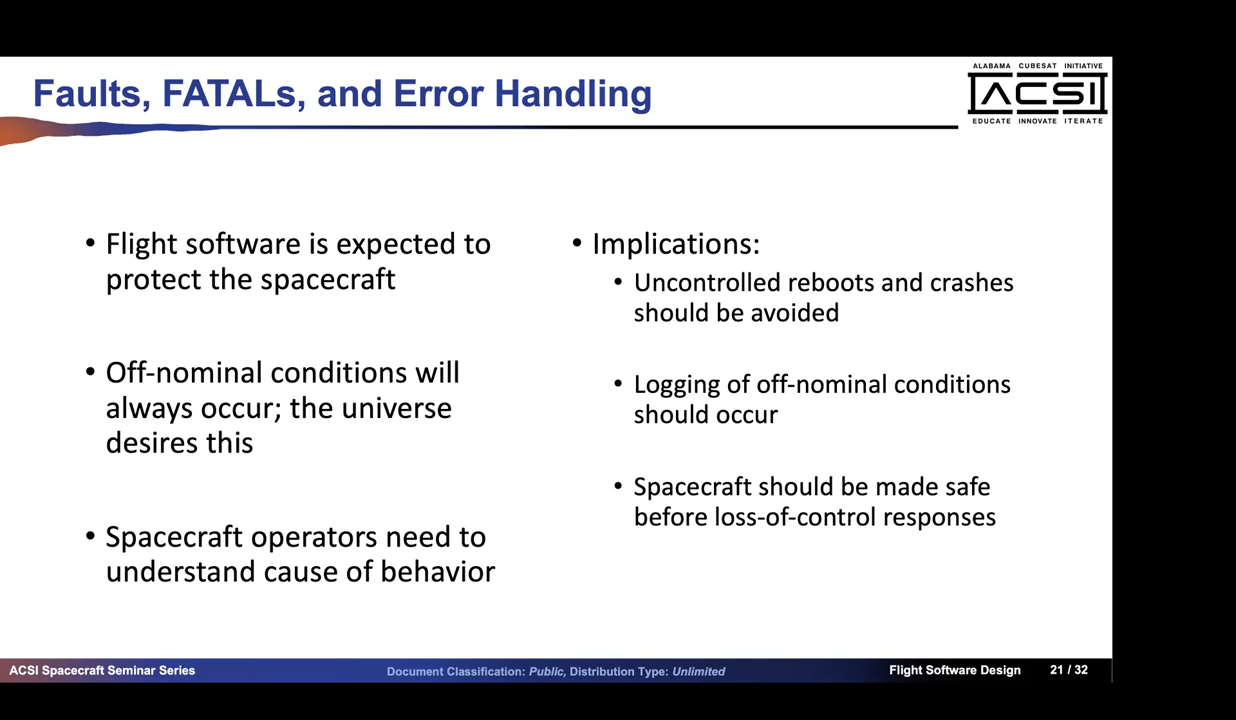 Faults, FATALs, and Error Handling
ALABAMA CUBESAT INITIATIVE
ACSI
EDUCATE INNOVATE ITERATE
• Flight software is expected to
protect the spacecraft
• Off-nominal conditions will
always occur; the universe
desires this
• Spacecraft operators need to
understand cause of behavior
• Implications:
• Uncontrolled reboots and crashes
should be avoided
• Logging of off-nominal conditions
should occur
• Spacecraft should be made safe
before loss-of-control responses
ACSI Spacecraft Seminar Series
Document Classification: Public, Distribution Type: Unlimited
Flight Software Design
21 / 32